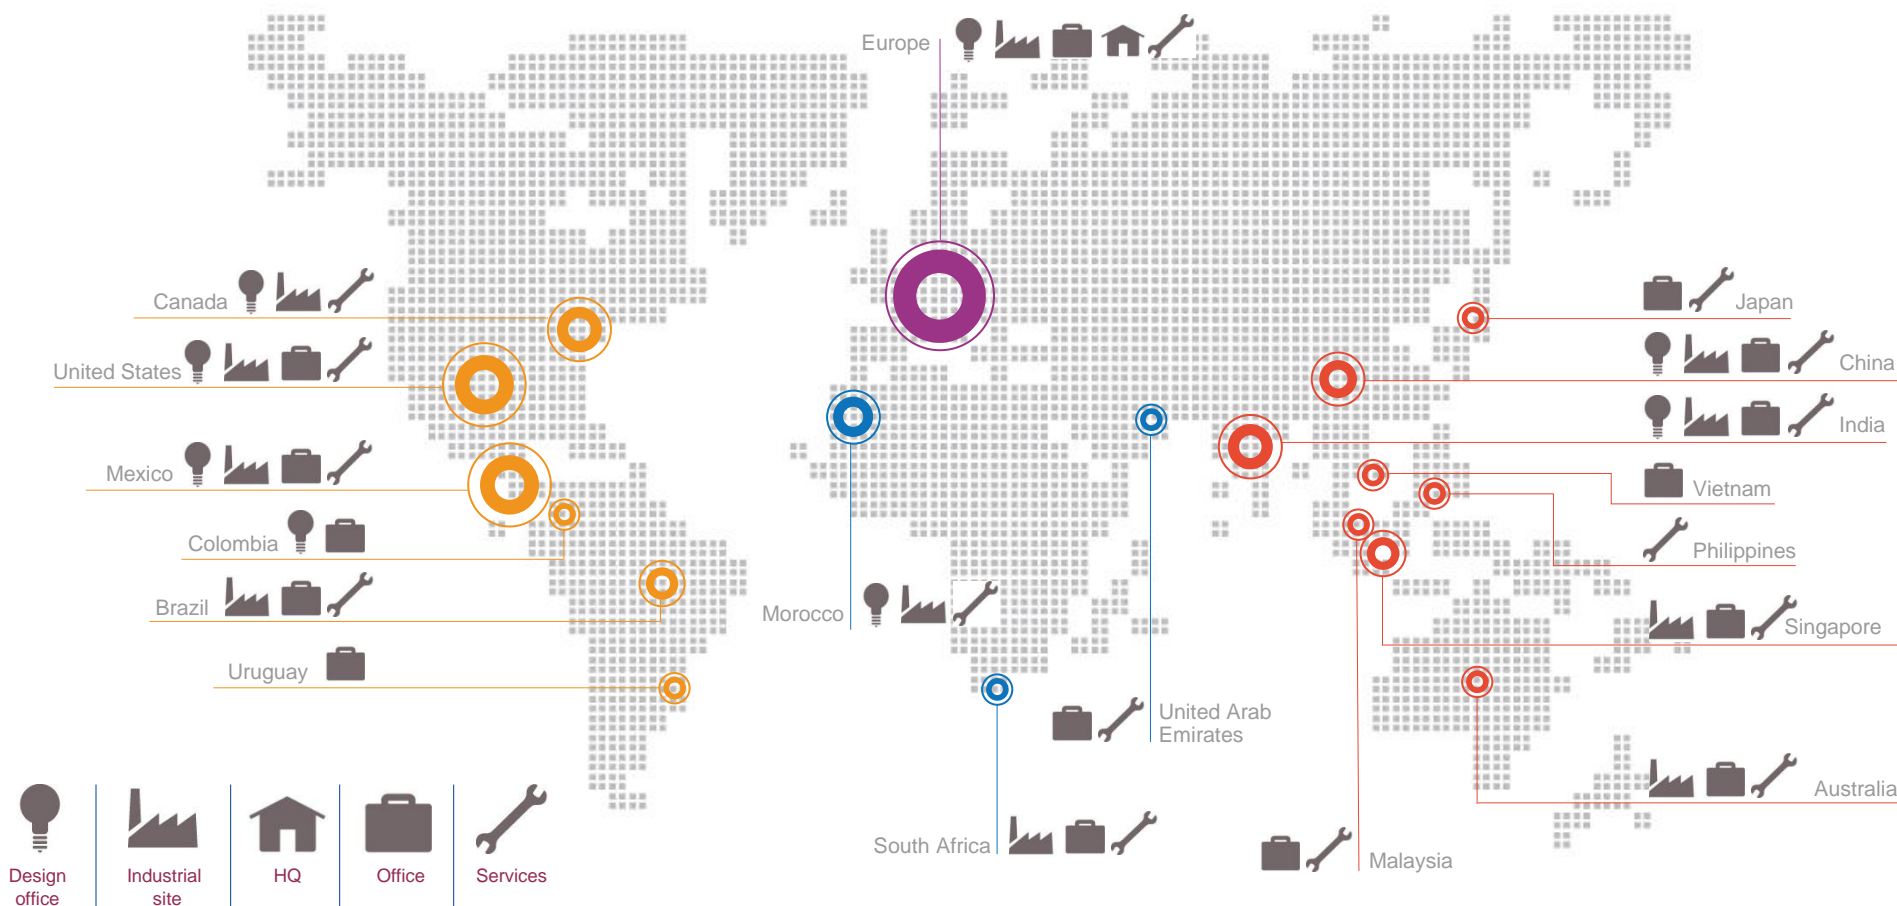 Europe
Canada
Japan
United States
China
India
Mexico
Vietnam
Colombia
Philippines
Brazil
Morocco
Singapore
Uruguay
United Arab
Emirates
Australia
South Africa
Malaysia
Design
office
Industrial
site
HQ
Office
Services